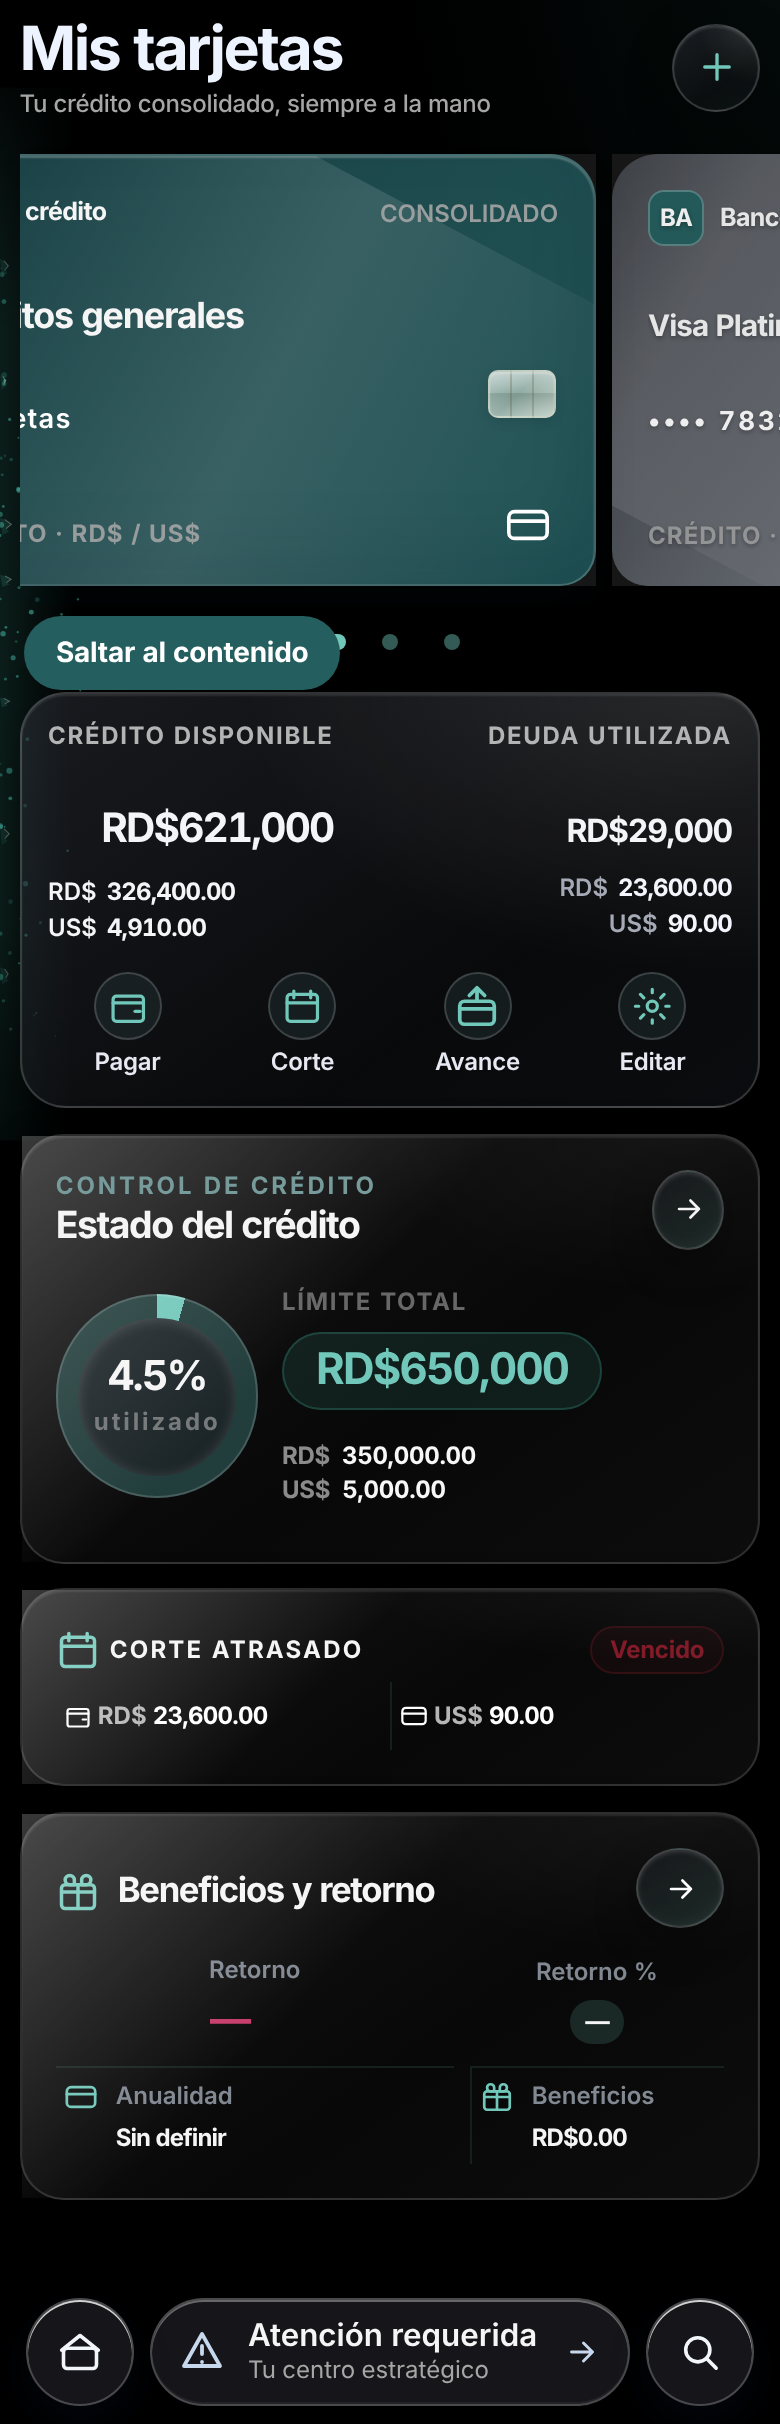 Mis tarjetas
Tu crédito consolidado, siempre a la mano
crédito
CONSOLIDADO
itos generales
etas
TO · RD$ / US$
BA
Banc
Visa Platin
•••• 783
CRÉDITO ·
Saltar al contenido
CRÉDITO DISPONIBLE
DEUDA UTILIZADA
RD$621,000
RD$29,000
RD$ 326,400.00
US$ 4,910.00
RD$ 23,600.00
US$ 90.00
Pagar
Corte
Avance
Editar
CONTROL DE CRÉDITO
Estado del crédito
4.5%
utilizado
LÍMITE TOTAL
RD$650,000
RD$ 350,000.00
US$ 5,000.00
CORTE ATRASADO
Vencido
RD$ 23,600.00
US$ 90.00
Beneficios y retorno
Retorno
—
Retorno %
—
Anualidad
Sin definir
Beneficios
RD$0.00
Atención requerida
Tu centro estratégico